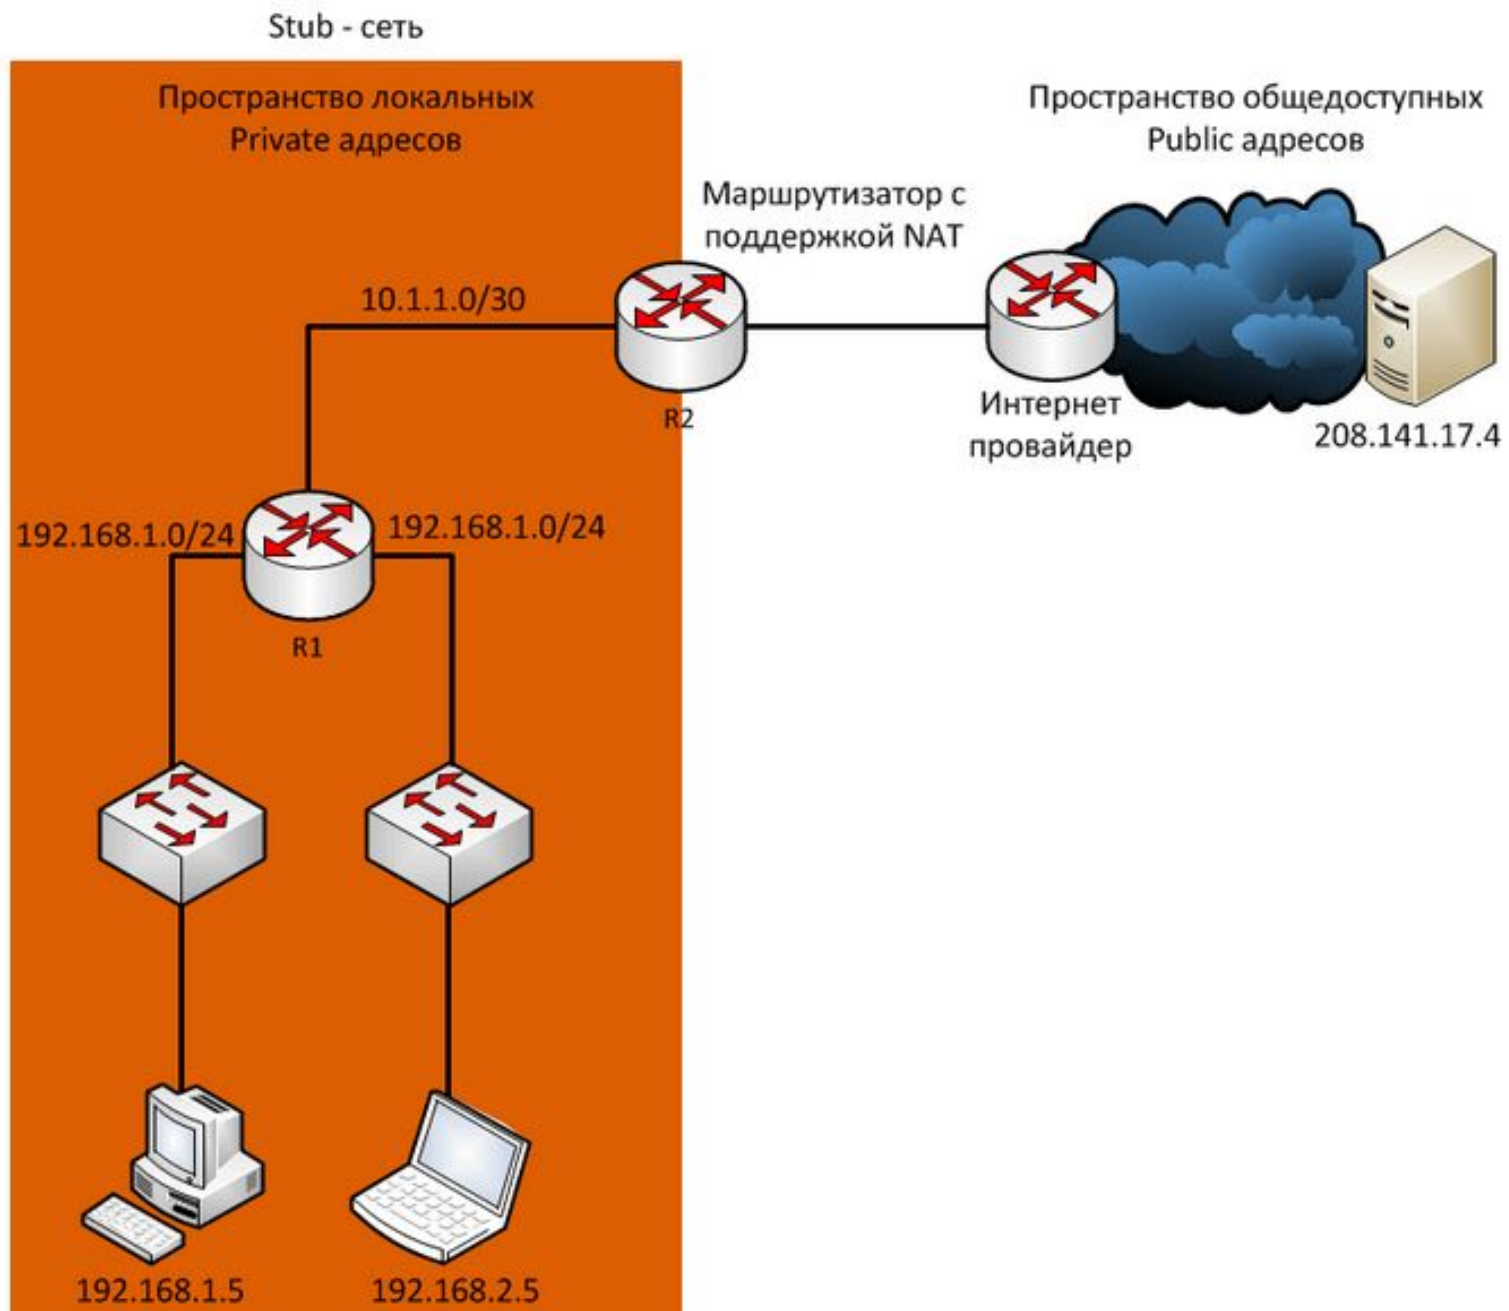 Stub - сеть
Пространство локальных
Private адресов
Пространство общедоступных
Public адресов
Маршрутизатор с
поддержкой NAT
10.1.1.0/30
R2
Интернет
провайдер
208.141.17.4
192.168.1.0/24
192.168.1.0/24
R1
192.168.1.5
192.168.2.5